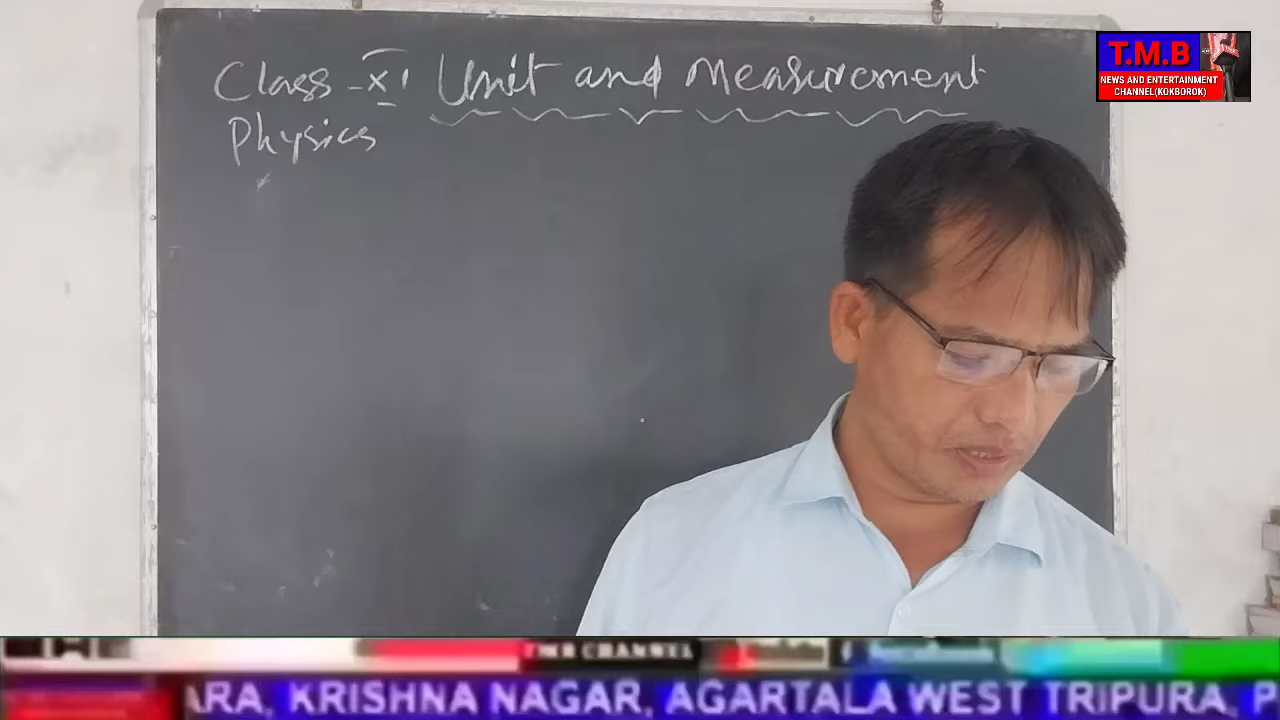 Class - XI Unit and Measurement
Physics
T.M.B
NEWS AND ENTERTAINMENT
CHANNEL(KOKBOROK)
TMB CHANNEL
ARA, KRISHNA NAGAR, AGARTALA WEST TRIPURA, P